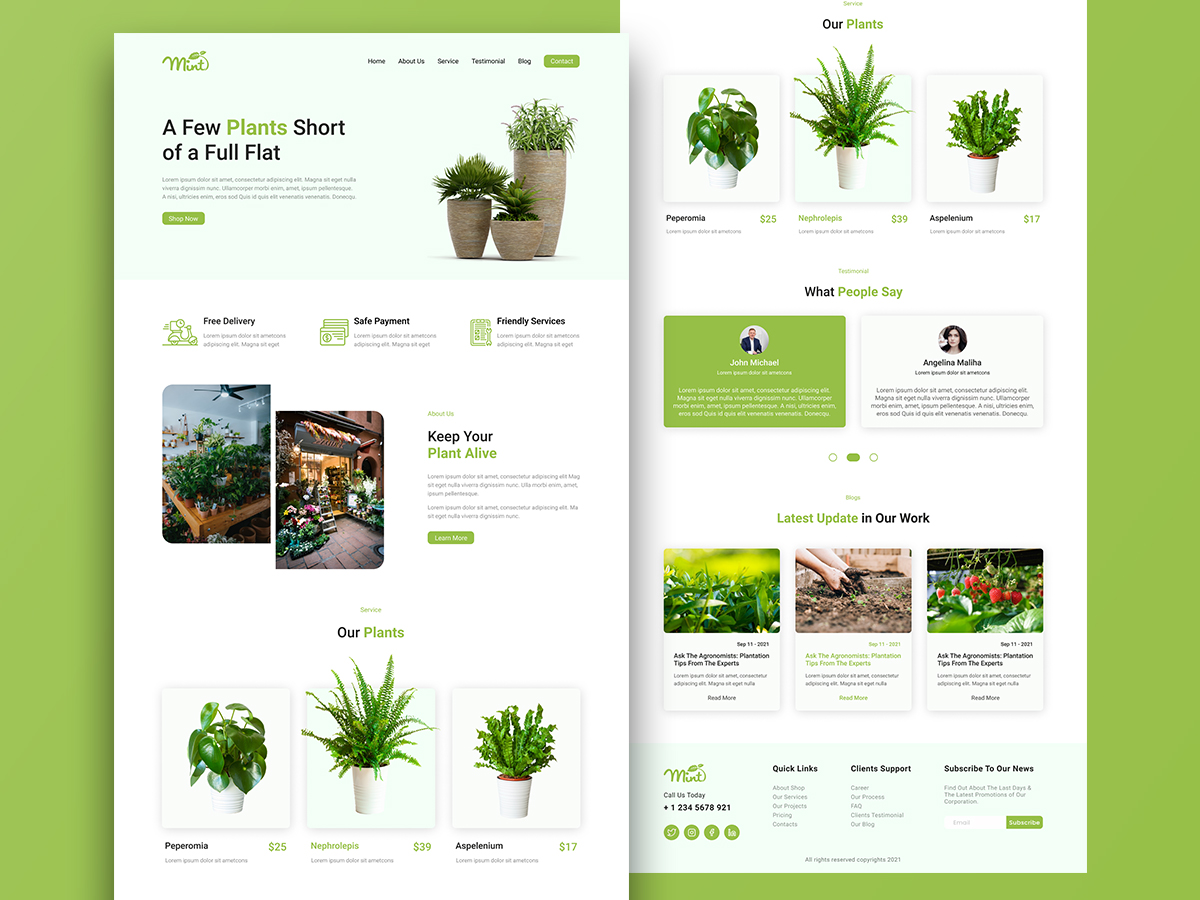 Mint
Home About Us Service Testimonial Blog Contact
A Few Plants Short
of a Full Flat
Lorem ipsum dolor sit amet, consectetur adipiscing elit. Magna sit eget nulla
viverra dignissim nunc. Ullamcorper morbi enim, amet, ipsum pellentesque.
A nisi, ultricies enim, eros sod Quis id quis elit venenatis venenatis. Donecqu.
Shop Now
Free Delivery
Lorem ipsum dolor sit ametcons
adipiscing elit. Magna sit eget
Safe Payment
Lorem ipsum dolor sit ametcons
adipiscing elit. Magna sit eget
Friendly Services
Lorem ipsum dolor sit ametcons
adipiscing elit. Magna sit eget
About Us
Keep Your
Plant Alive
Lorem ipsum dolor sit amet, consectetur adipiscing elit. Mag
sit eget nulla viverra dignissim nunc. Ulla morbi enim, amet,
ipsum pellentesque.
Lorem ipsum dolor sit amet, consectetur adipiscing elit. Ma
sit eget nulla viverra dignissim nunc.
Learn More
Service
Our Plants
Peperomia $25
Lorem ipsum dolor sit ametcons
Nephrolepis $39
Lorem ipsum dolor sit ametcons
Aspelenium $17
Lorem ipsum dolor sit ametcons
Service
Our Plants
Peperomia $25
Lorem ipsum dolor sit ametcons
Nephrolepis $39
Lorem ipsum dolor sit ametcons
Aspelenium $17
Lorem ipsum dolor sit ametcons
Testimonial
What People Say
John Michael
Lorem ipsum dolor sit ametcons
Lorem ipsum dolor sit amet, consectetur adipiscing elit.
Magna sit eget nulla viverra dignissim nunc. Ullamcorper
morbi enim, amet, ipsum pellentesque. A nisi, ultricies enim,
eros sod Quis id quis elit venenatis venenatis. Donecqu.
Angelina Maliha
Lorem ipsum dolor sit ametcons
Lorem ipsum dolor sit amet, consectetur adipiscing elit.
Magna sit eget nulla viverra dignissim nunc. Ullamcorper
morbi enim, amet, ipsum pellentesque. A nisi, ultricies enim,
eros sod Quis id quis elit venenatis venenatis. Donecqu.
Blogs
Latest Update in Our Work
Sep 11 - 2021
Ask The Agronomists: Plantation
Tips From The Experts
Lorem ipsum dolor sit amet, consectetur
adipiscing elit. Magna sit eget nulla
Read More
Sep 11 - 2021
Ask The Agronomists: Plantation
Tips From The Experts
Lorem ipsum dolor sit amet, consectetur
adipiscing elit. Magna sit eget nulla
Read More
Sep 11 - 2021
Ask The Agronomists: Plantation
Tips From The Experts
Lorem ipsum dolor sit amet, consectetur
adipiscing elit. Magna sit eget nulla
Read More
Mint
Call Us Today
+ 1 234 5678 921
Quick Links
About Shop
Our Services
Our Projects
Pricing
Contacts
Clients Support
Career
Our Process
FAQ
Clients Testimonial
Our Blog
Subscribe To Our News
Find Out About The Last Days &
The Latest Promotions of Our
Corporation
Email Subscribe
All rights reserved copyrights 2021